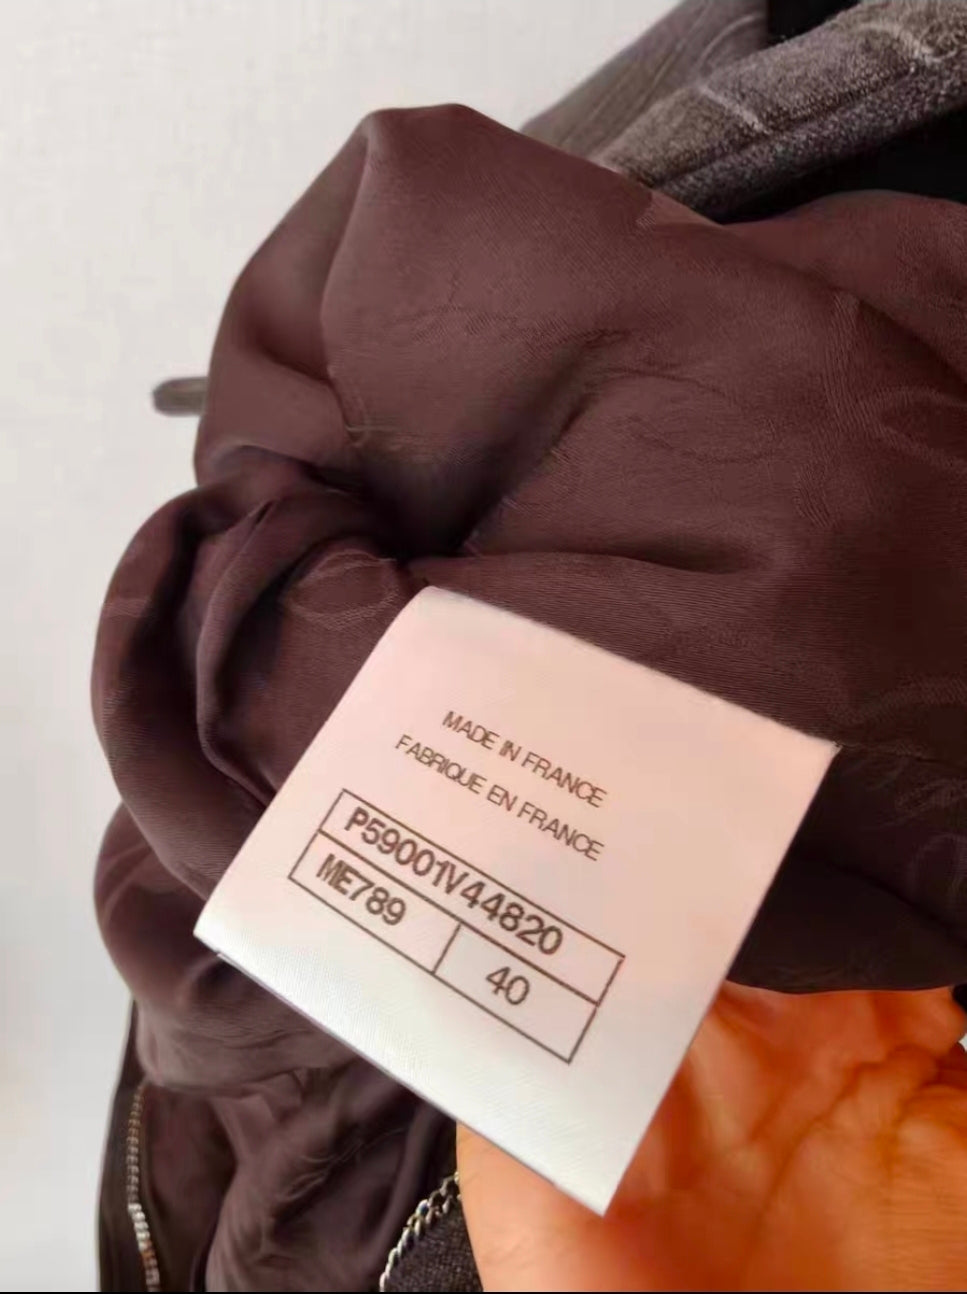 MADE IN FRANCE
FABRIQUE EN FRANCE
P59001V44820
ME789
40